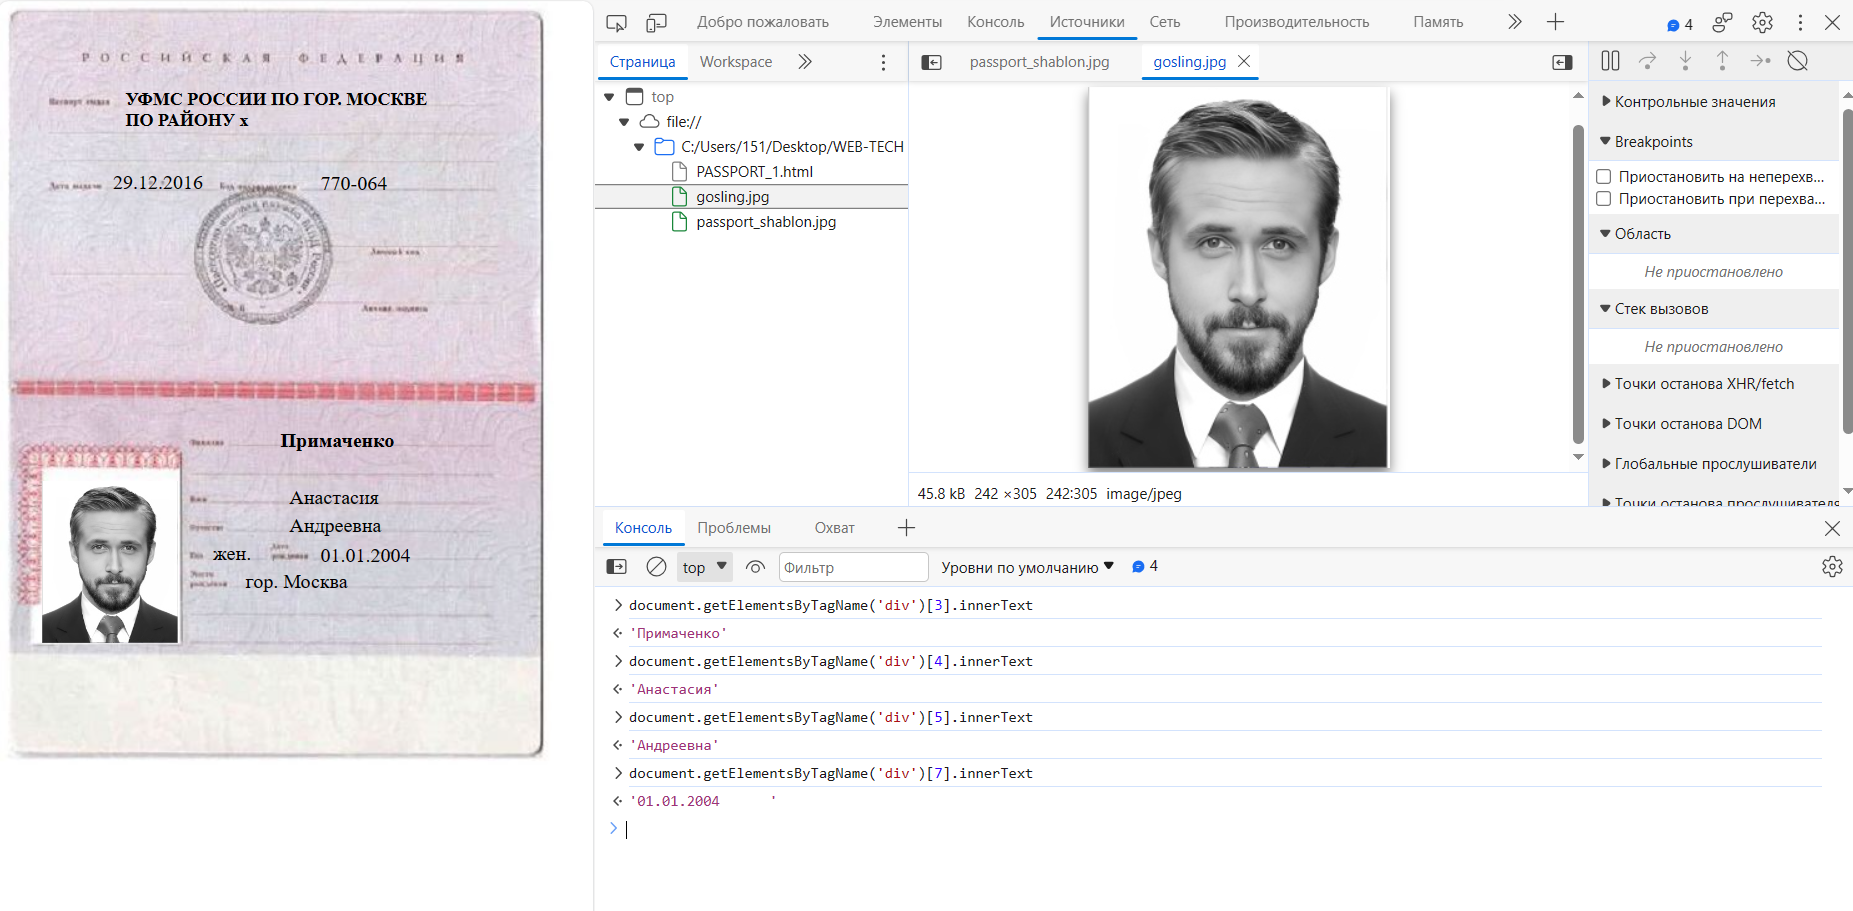 РОССИЙСКАЯ ФЕДЕРАЦИЯ
Паспорт выдан
УФМС РОССИИ ПО ГОР. МОСКВЕ
ПО РАЙОНУ x
Дата выдачи 29.12.2016 Код подразделения 770-064
Личный код
Личная подпись
Фамилия Примаченко
Имя Анастасия
Отчество Андреевна
Пол жен. Дата рождения 01.01.2004
Место рождения гор. Москва
Добро пожаловать Элементы Консоль Источники Сеть Производительность Память 4
Страница Workspace
passport_shablon.jpg gosling.jpg
top
file://
C:/Users/151/Desktop/WEB-TECH
PASSPORT_1.html
gosling.jpg
passport_shablon.jpg
45.8 kB 242 ×305 242:305 image/jpeg
Контрольные значения
Breakpoints
Приостановить на неперехв...
Приостановить при перехва...
Область
Не приостановлено
Стек вызовов
Не приостановлено
Точки останова XHR/fetch
Точки останова DOM
Глобальные прослушиватели
Точки останова прослушивателя
Консоль Проблемы Охват
top Фильтр Уровни по умолчанию 4
document.getElementsByTagName('div')[3].innerText
'Примаченко'
document.getElementsByTagName('div')[4].innerText
'Анастасия'
document.getElementsByTagName('div')[5].innerText
'Андреевна'
document.getElementsByTagName('div')[7].innerText
'01.01.2004      '